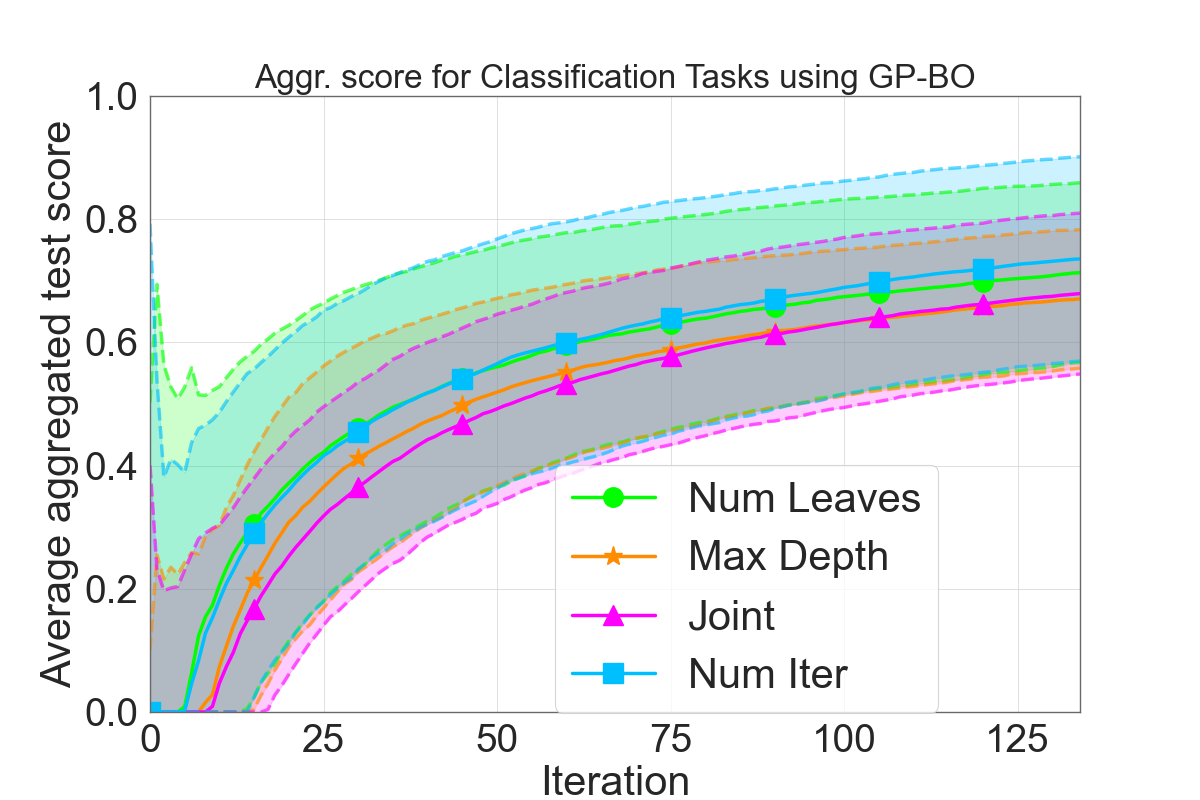 Aggr. score for Classification Tasks using GP-BO
Average aggregated test score
1.0
0.8
0.6
0.4
0.2
0.0
0 25 50 75 100 125
Iteration
Num Leaves
Max Depth
Joint
Num Iter